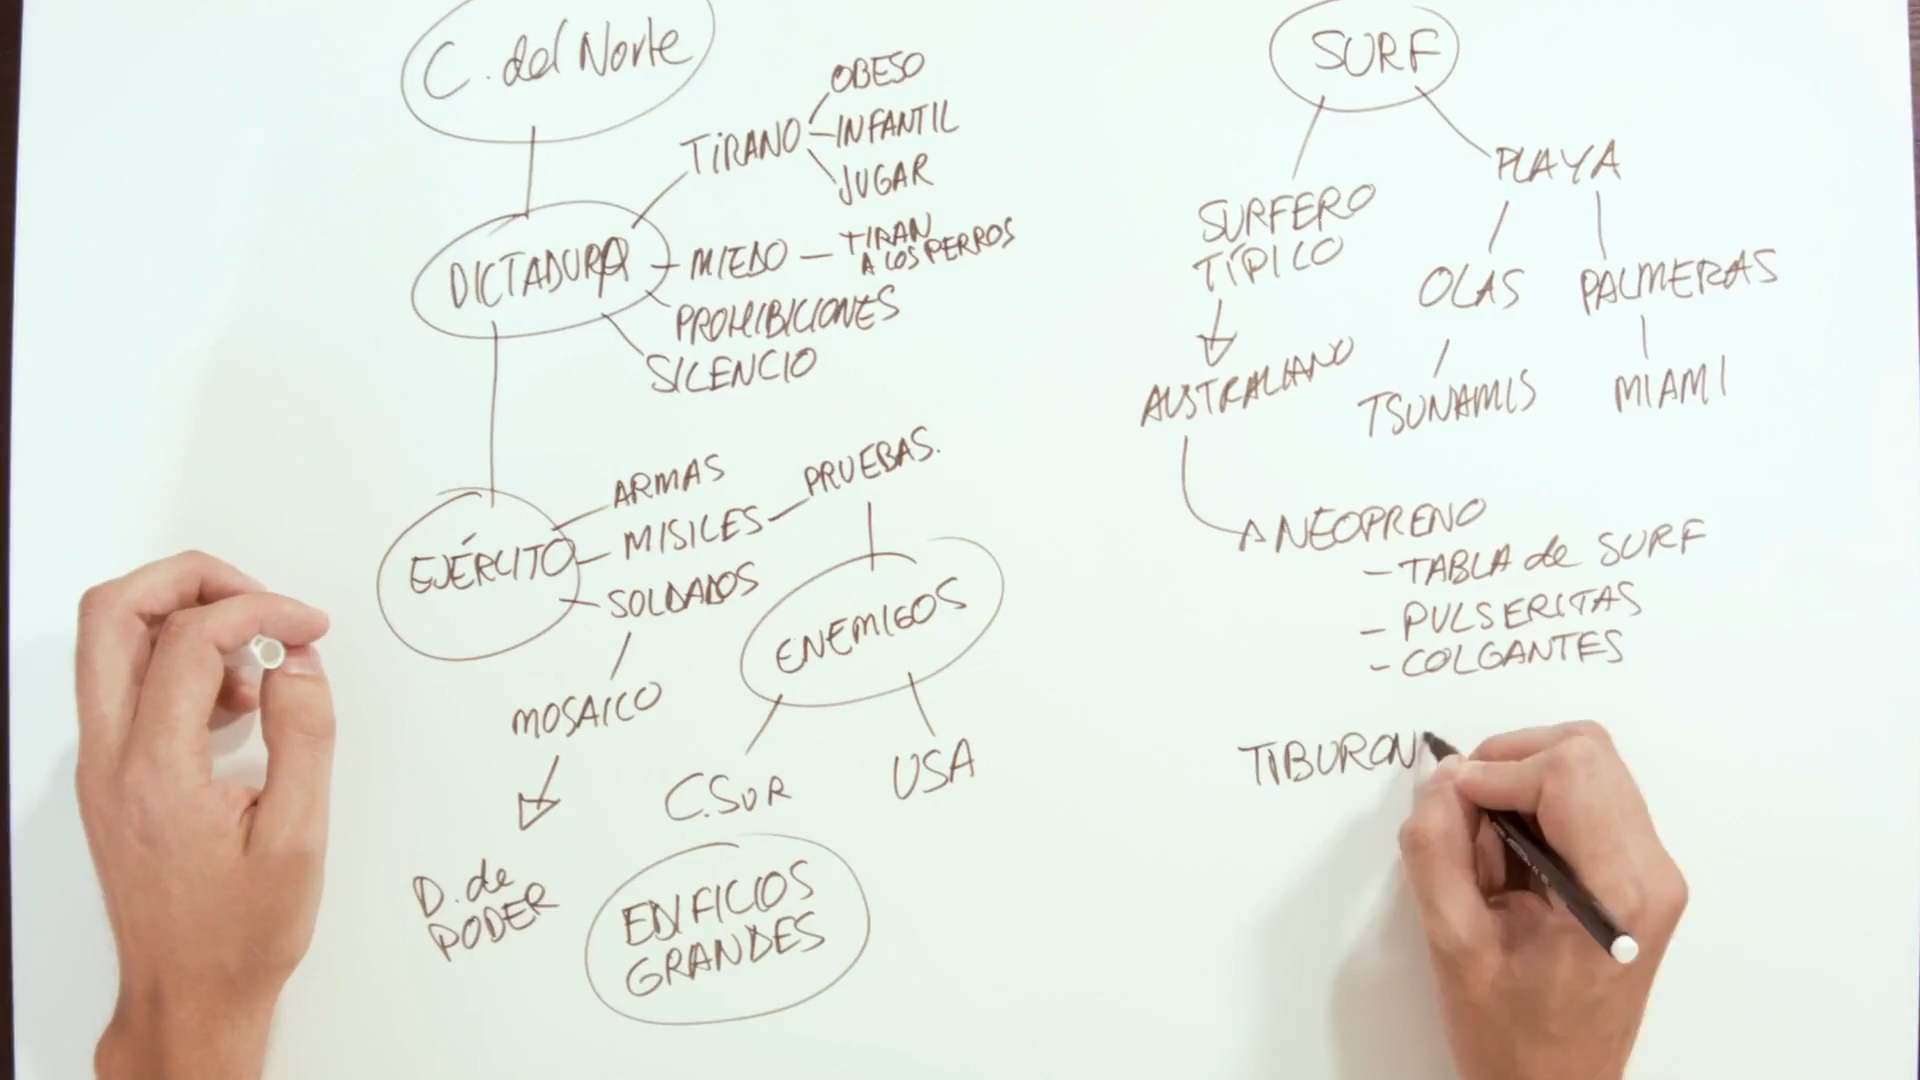 C. del Norte
DICTADURA
TIRANO
OBESO
INFANTIL
JUGAR
MIEDO
TIRAN
A LOS PERROS
PROHIBICIONES
SILENCIO
EJÉRCITO
ARMAS
MISILES
PRUEBAS.
SOLDADOS
ENEMIGOS
MOSAICO
C.SUR
USA
D. de
PODER
EDIFICIOS
GRANDES
SURF
SURFERO
TÍPICO
PLAYA
OLAS
PALMERAS
AUSTRALIANO
TSUNAMIS
MIAMI
NEOPRENO
- TABLA de SURF
- PULSERITAS
- COLGANTES
TIBURON